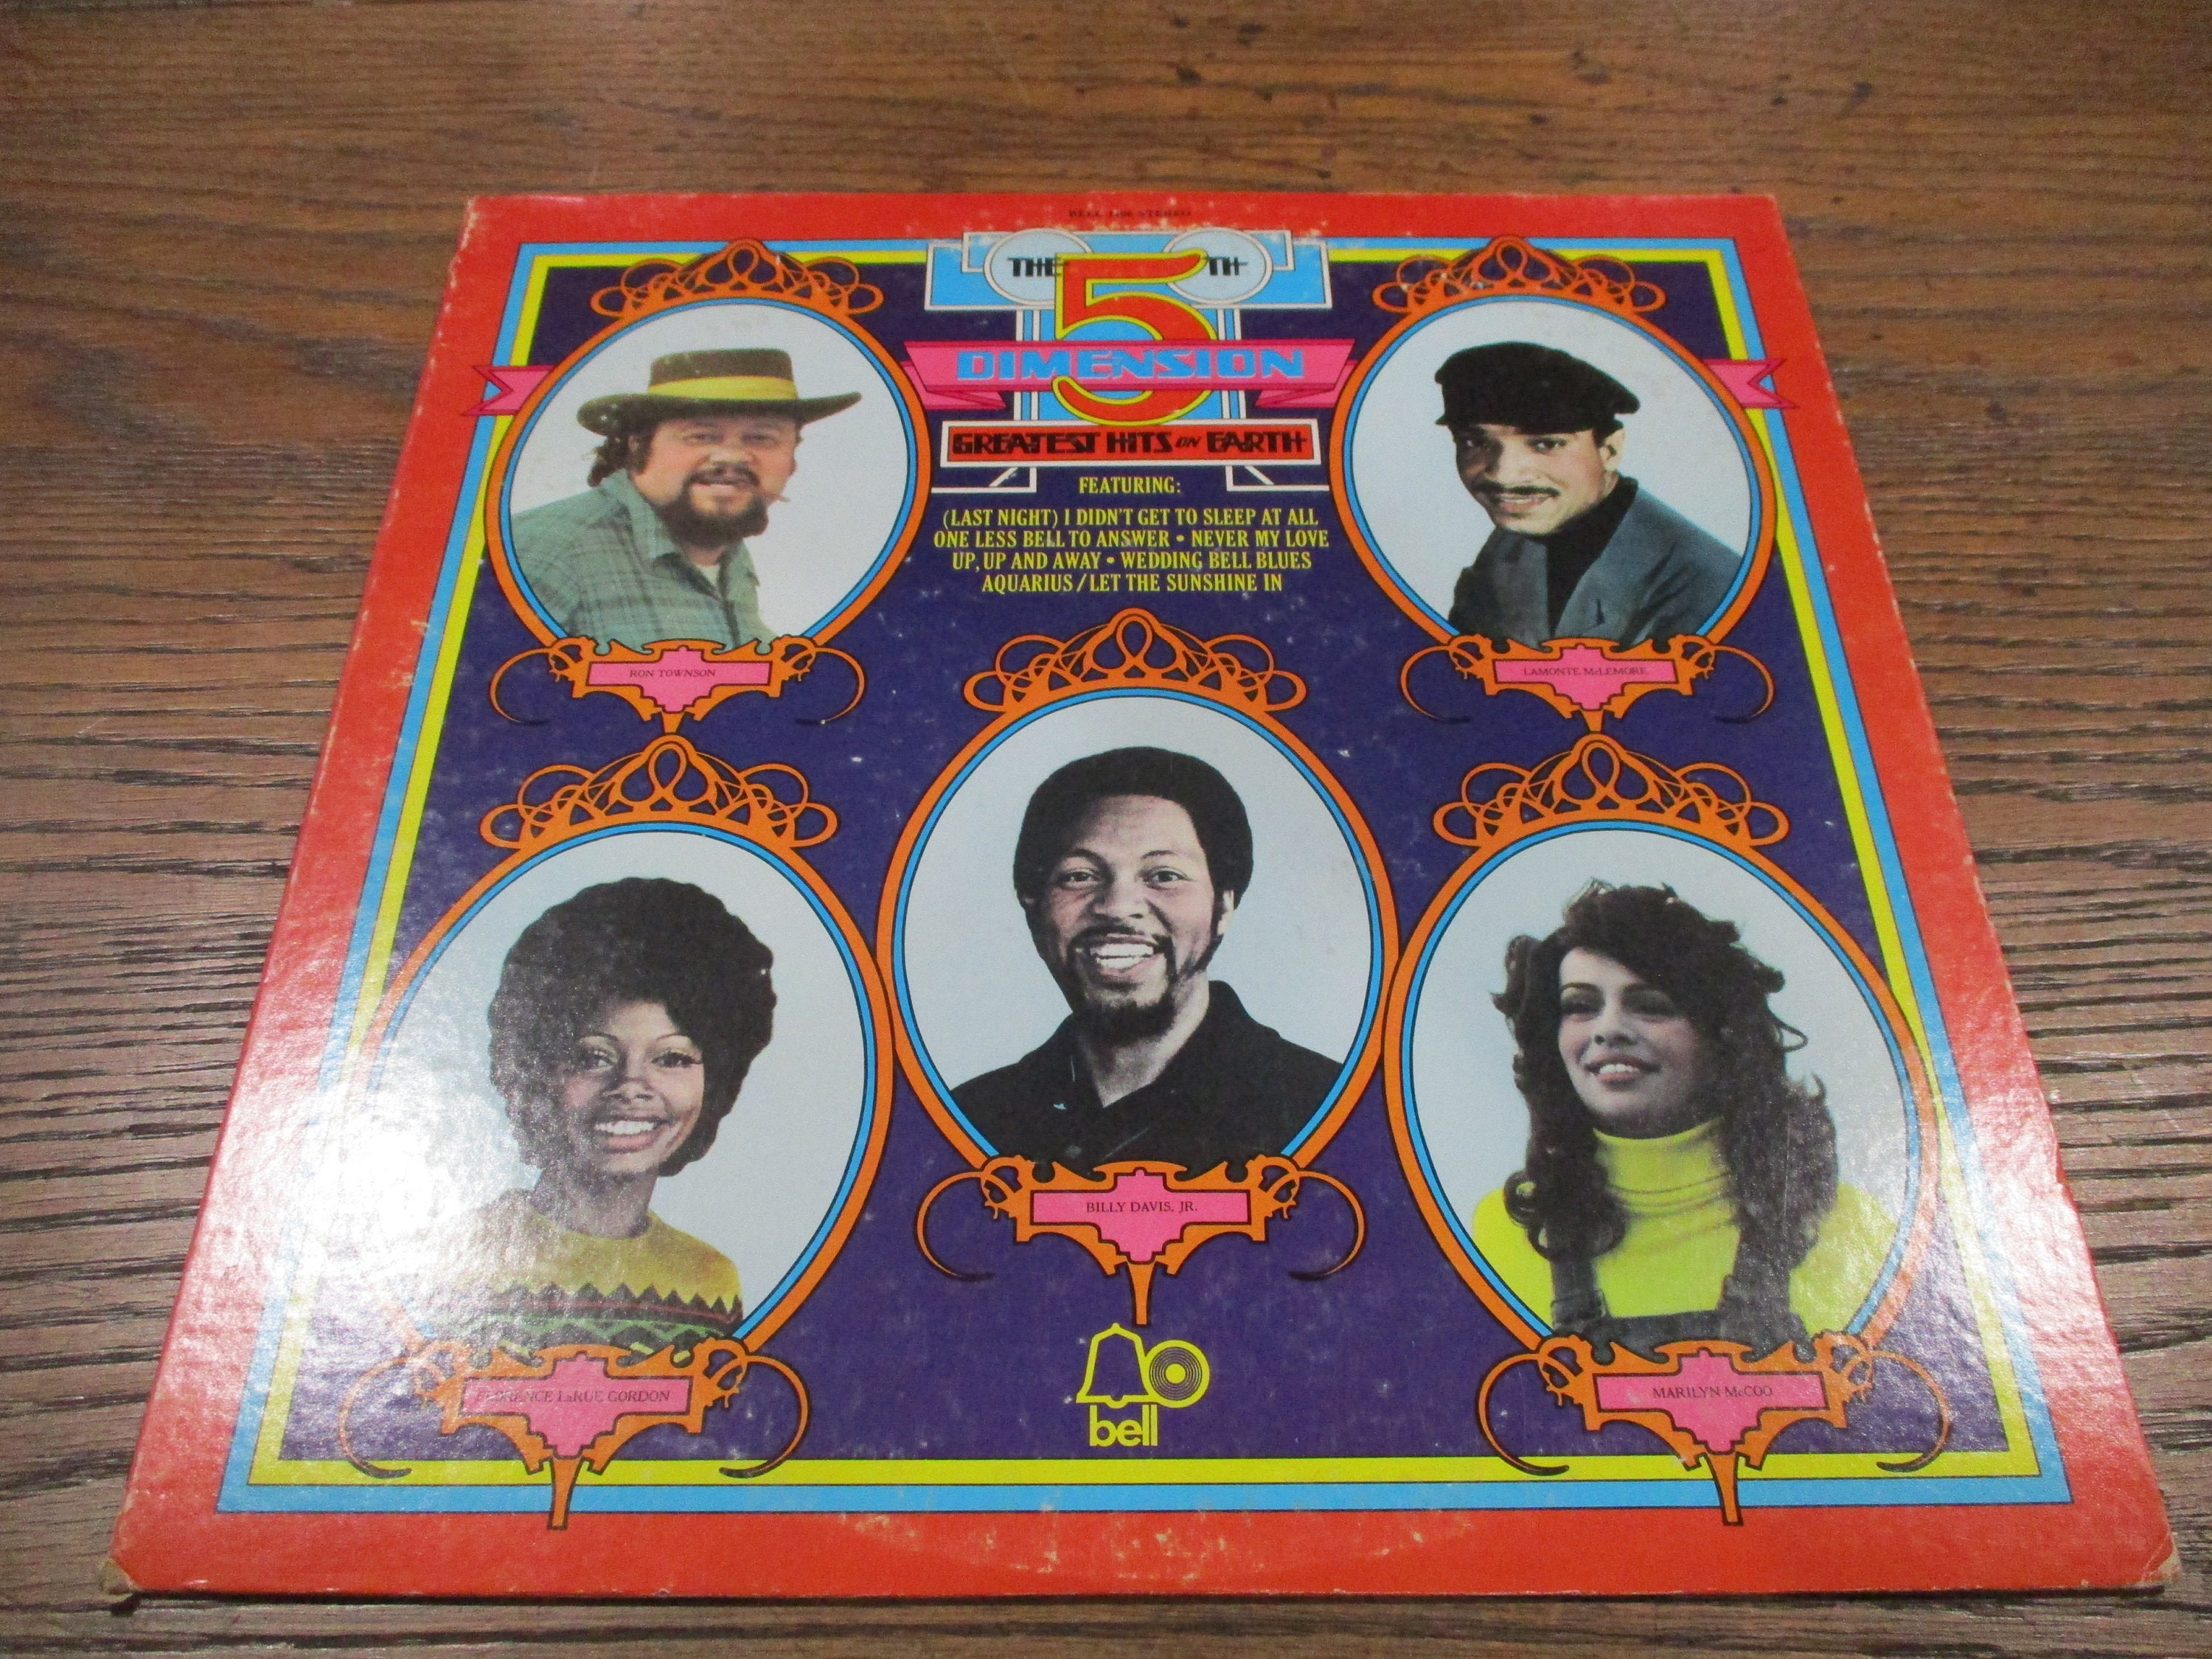 STEREO
THE 5TH
DIMENSION
GREATEST HITS ON EARTH
FEATURING:
(LAST NIGHT) I DIDN'T GET TO SLEEP AT ALL
ONE LESS BELL TO ANSWER • NEVER MY LOVE
UP, UP AND AWAY • WEDDING BELL BLUES
AQUARIUS / LET THE SUNSHINE IN
RON TOWNSON
LAMONTE McLEMORE
BILLY DAVIS, JR.
FLORENCE LaRUE GORDON
MARILYN McCOO
bell